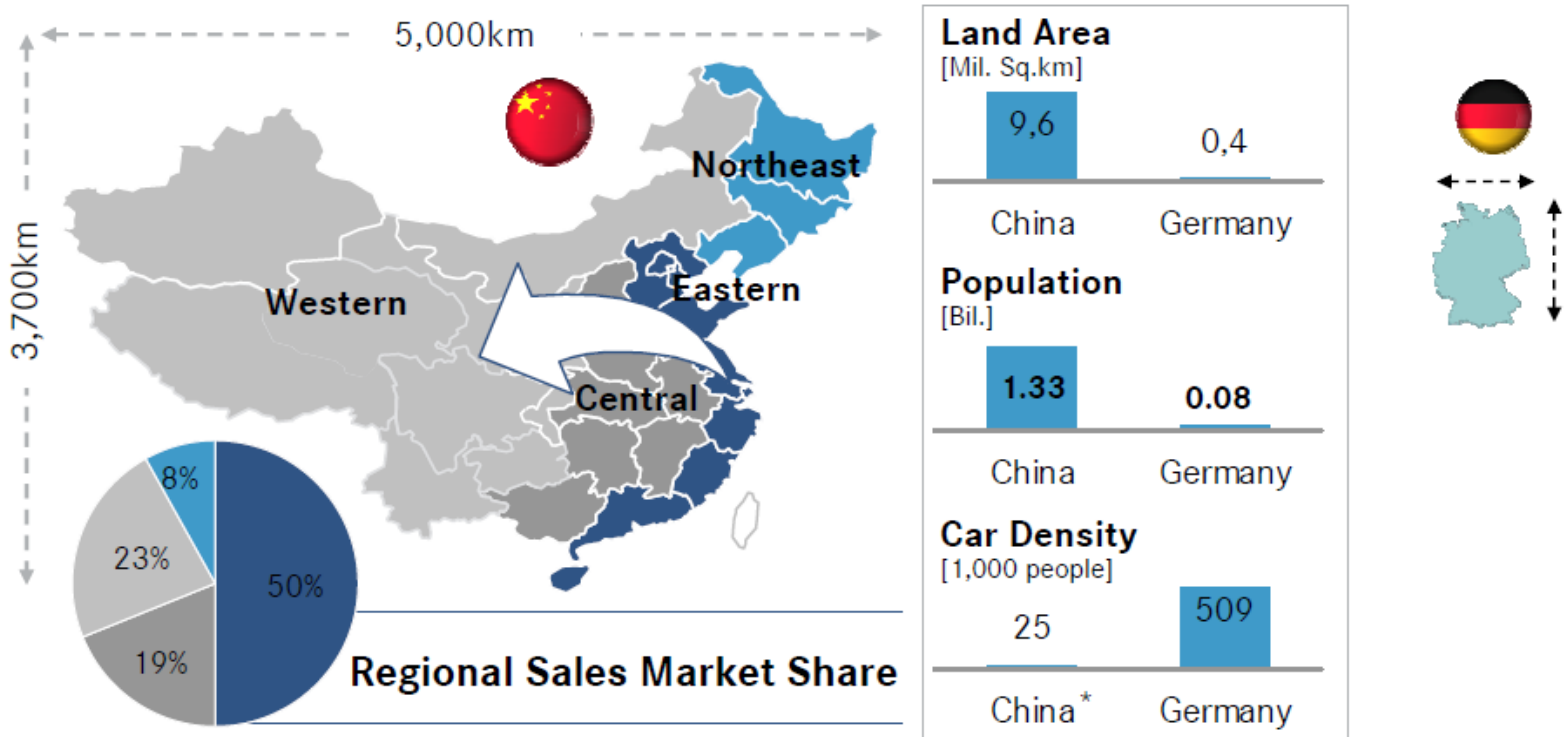 5,000km
3,700km
Northeast
Western
Eastern
Central
8%
23%
50%
19%
Regional Sales Market Share
Land Area
[Mil. Sq.km]
9,6
0,4
China Germany
Population
[Bil.]
1.33
0.08
China Germany
Car Density
[1,000 people]
25
509
China* Germany